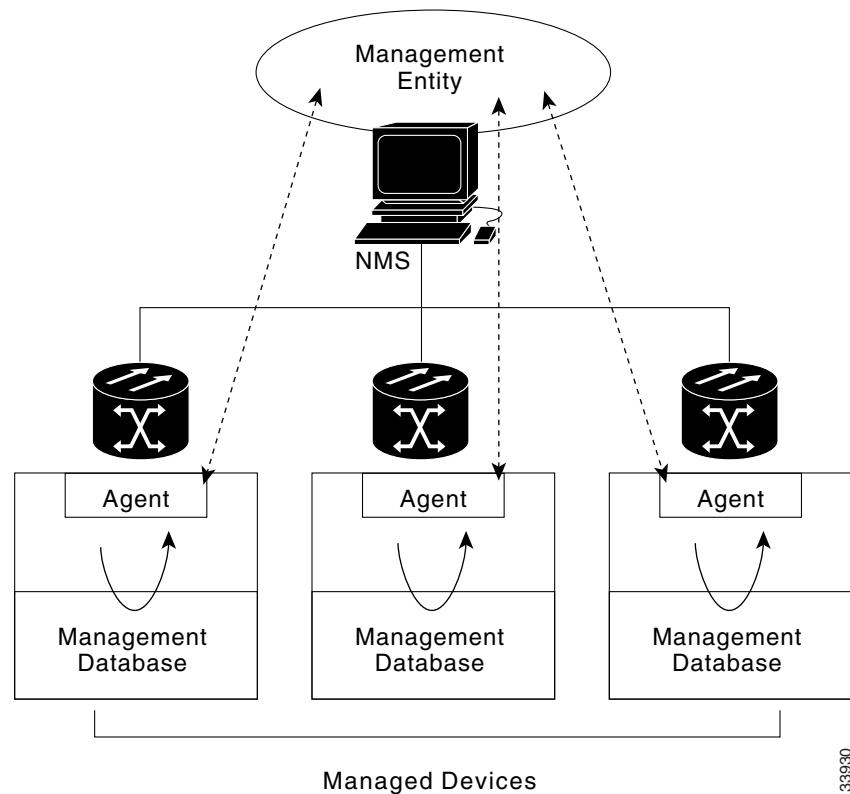 Management
Entity
NMS
Agent
Agent
Agent
Management
Database
Management
Database
Management
Database
Managed Devices
33930